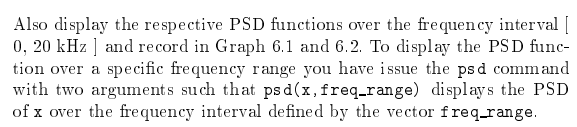 Also display the respective PSD functions over the frequency interval [
0, 20 kHz ] and record in Graph 6.1 and 6.2. To display the PSD func-
tion over a specific frequency range you have issue the psd command
with two arguments such that psd(x,freq_range) displays the PSD
of x over the frequency interval defined by the vector freq_range.